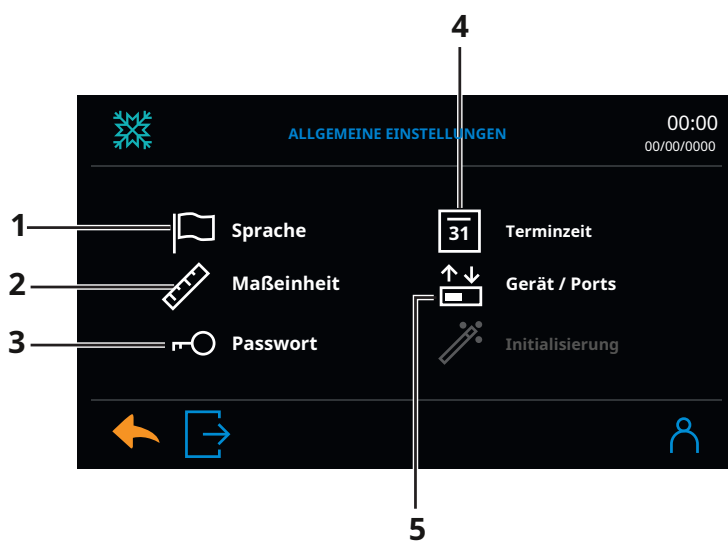 4
ALLGEMEINE EINSTELLUNGEN
00:00
00/00/0000
1
Sprache
31
Terminzeit
2
Maßeinheit
Gerät / Ports
3
Passwort
Initialisierung
5